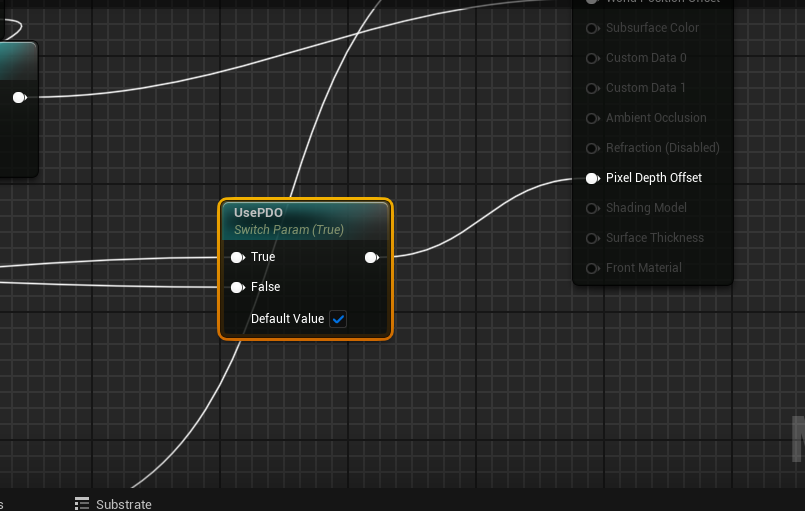 World Position Offset
Subsurface Color
Custom Data 0
Custom Data 1
Ambient Occlusion
Refraction (Disabled)
Pixel Depth Offset
Shading Model
Surface Thickness
Front Material
UsePDO
Switch Param (True)
True
False
Default Value
s
Substrate